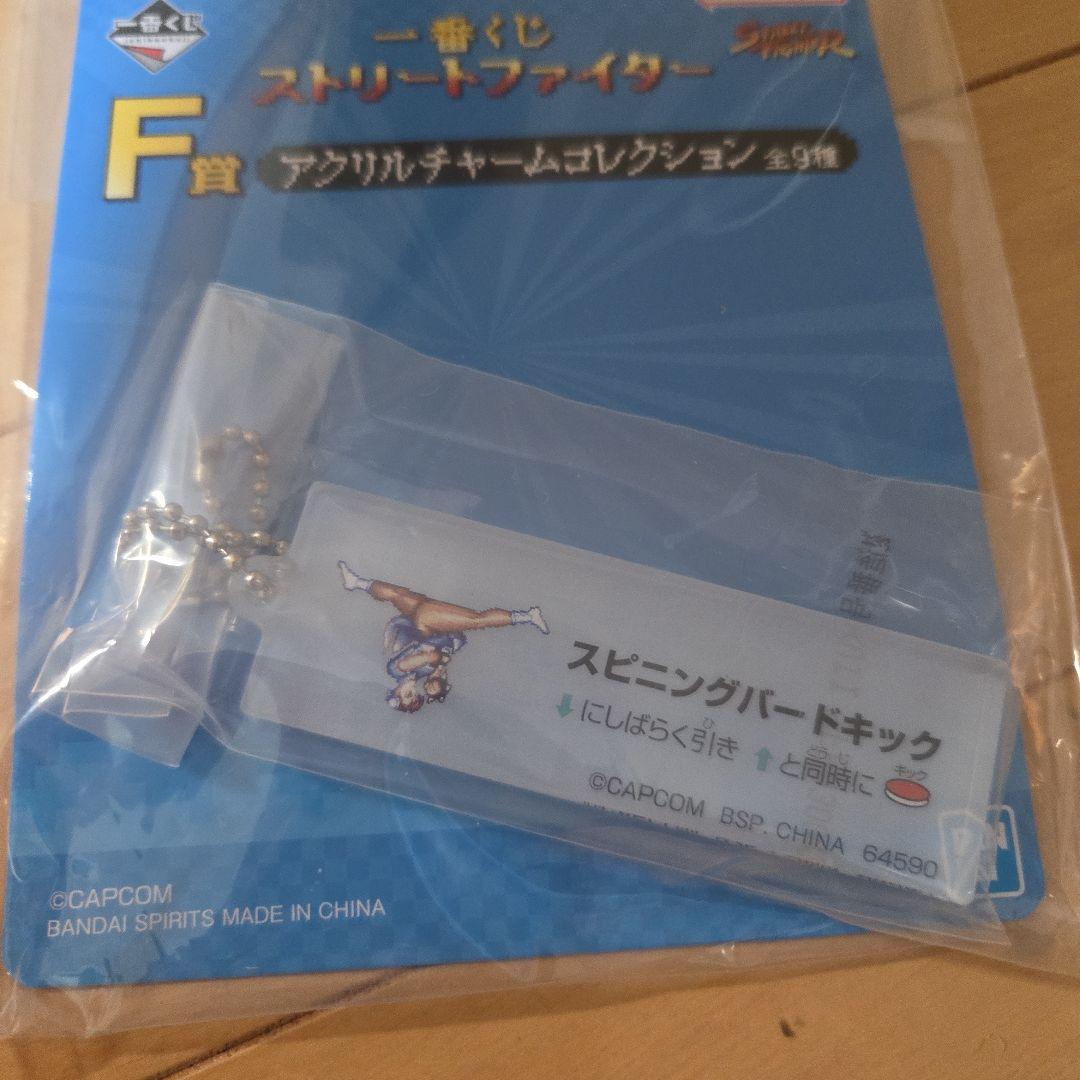 一番くじ
一番くじ
ストリートファイター
STREET FIGHTER
F賞
アクリルチャームコレクション 全9種
スピニングバードキック
↓にしばらく引き ↑と同時に
©CAPCOM BSP. CHINA 64590
©CAPCOM
BANDAI SPIRITS MADE IN CHINA